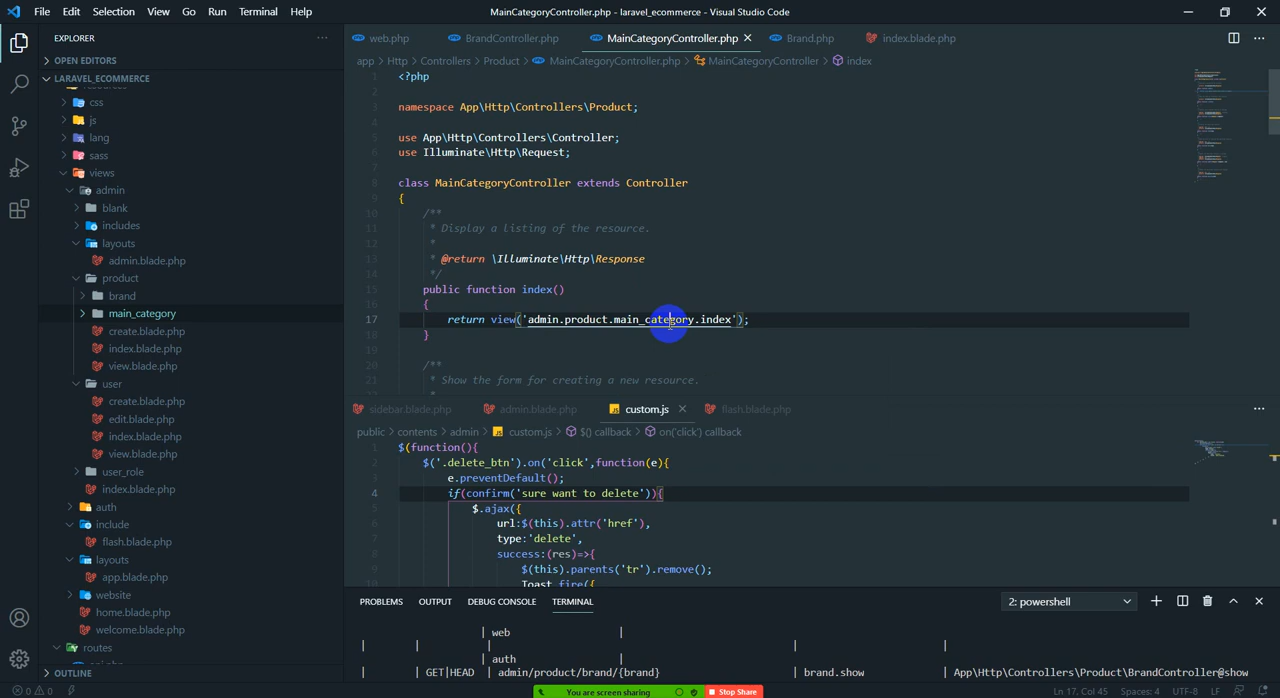 File Edit Selection View Go Run Terminal Help
MainCategoryController.php - laravel_ecommerce - Visual Studio Code
EXPLORER
OPEN EDITORS
LARAVEL_ECOMMERCE
css
js
lang
sass
views
admin
blank
includes
layouts
admin.blade.php
product
brand
main_category
create.blade.php
index.blade.php
view.blade.php
user
create.blade.php
edit.blade.php
index.blade.php
view.blade.php
user_role
index.blade.php
auth
include
flash.blade.php
layouts
app.blade.php
website
home.blade.php
welcome.blade.php
routes
OUTLINE
web.php BrandController.php MainCategoryController.php Brand.php index.blade.php
app > Http > Controllers > Product > MainCategoryController.php > MainCategoryController > index
1 <?php
2
3 namespace App\Http\Controllers\Product;
4
5 use App\Http\Controllers\Controller;
6 use Illuminate\Http\Request;
7
8 class MainCategoryController extends Controller
9 {
10 /**
11 * Display a listing of the resource.
12 *
13 * @return \Illuminate\Http\Response
14 */
15 public function index()
16 {
17 return view('admin.product.main_category.index');
18 }
19
20 /**
21 * Show the form for creating a new resource.
sidebar.blade.php admin.blade.php custom.js flash.blade.php
public > contents > admin > custom.js > $() callback > on('click') callback
1 $(function(){
2 $('.delete_btn').on('click',function(e){
3 e.preventDefault();
4 if(confirm('sure want to delete')){
5 $.ajax({
6 url:$(this).attr('href'),
7 type:'delete',
8 success:(res)=>{
9 $(this).parents('tr').remove();
10 Toast.fire({
PROBLEMS OUTPUT DEBUG CONSOLE TERMINAL
2: powershell
| web |
| | | | |
| auth
| | GET|HEAD | admin/product/brand/{brand} | brand.show | App\Http\Controllers\Product\BrandController@show
0 0
You are screen sharing Stop Share
Ln 17, Col 45 Spaces: 4 UTF-8 LF